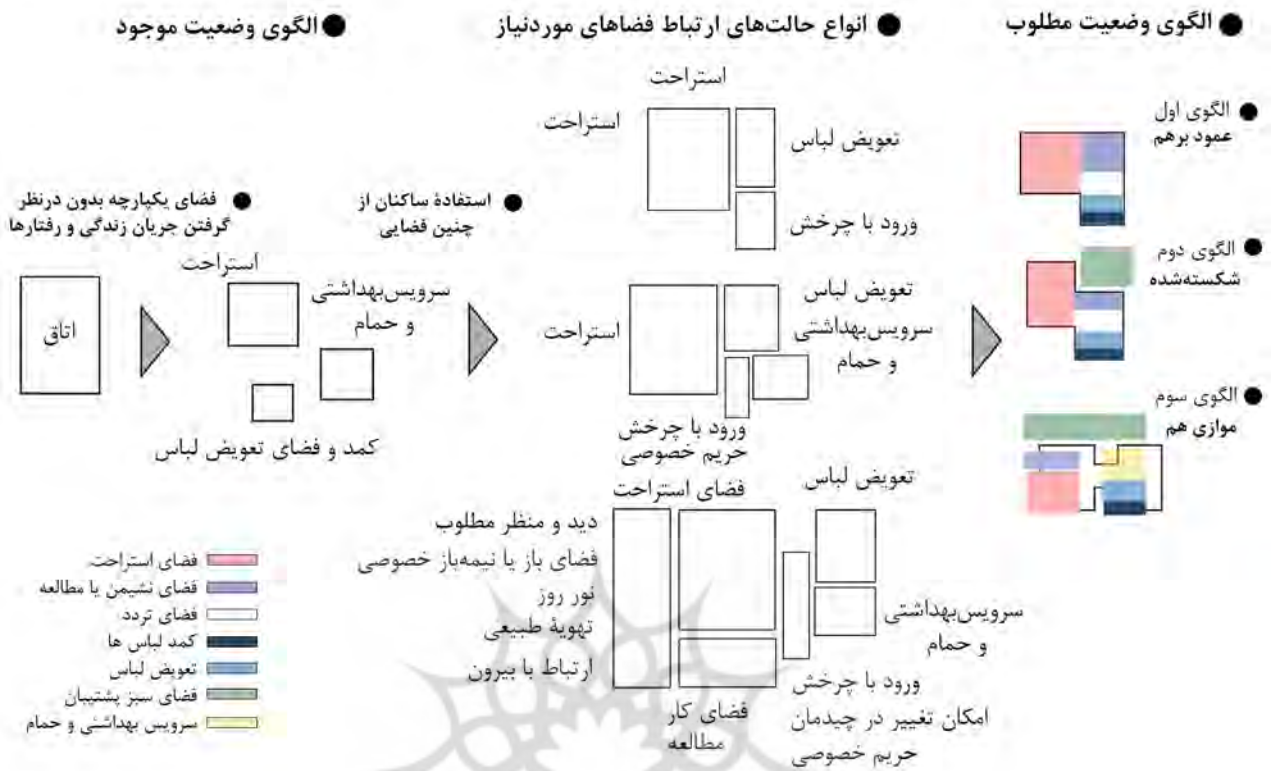 الگوی وضعیت مطلوب
انواع حالت‌های ارتباط فضاهای موردنیاز
الگوی وضعیت موجود
الگوی اول
عمود برهم
الگوی دوم
شکسته‌شده
الگوی سوم
موازی هم
استراحت
استراحت
تعویض لباس
ورود با چرخش
تعویض لباس
سرویس‌بهداشتی
و حمام
استراحت
ورود با چرخش
حریم خصوصی
تعویض لباس
فضای استراحت
دید و منظر مطلوب
فضای باز یا نیمه‌باز خصوصی
نور روز
تهویهٔ طبیعی
ارتباط با بیرون
سرویس‌بهداشتی
و حمام
ورود با چرخش
امکان تغییر در چیدمان
حریم خصوصی
فضای کار
مطالعه
استفادهٔ ساکنان از
چنین فضایی
فضای یکپارچه بدون درنظر
گرفتن جریان زندگی و رفتارها
استراحت
سرویس‌بهداشتی
و حمام
اتاق
کمد و فضای تعویض لباس
فضای استراحت
فضای نشیمن یا مطالعه
فضای تردد
کمد لباس ها
تعویض لباس
فضای سبز پشتیبان
سرویس بهداشتی و حمام